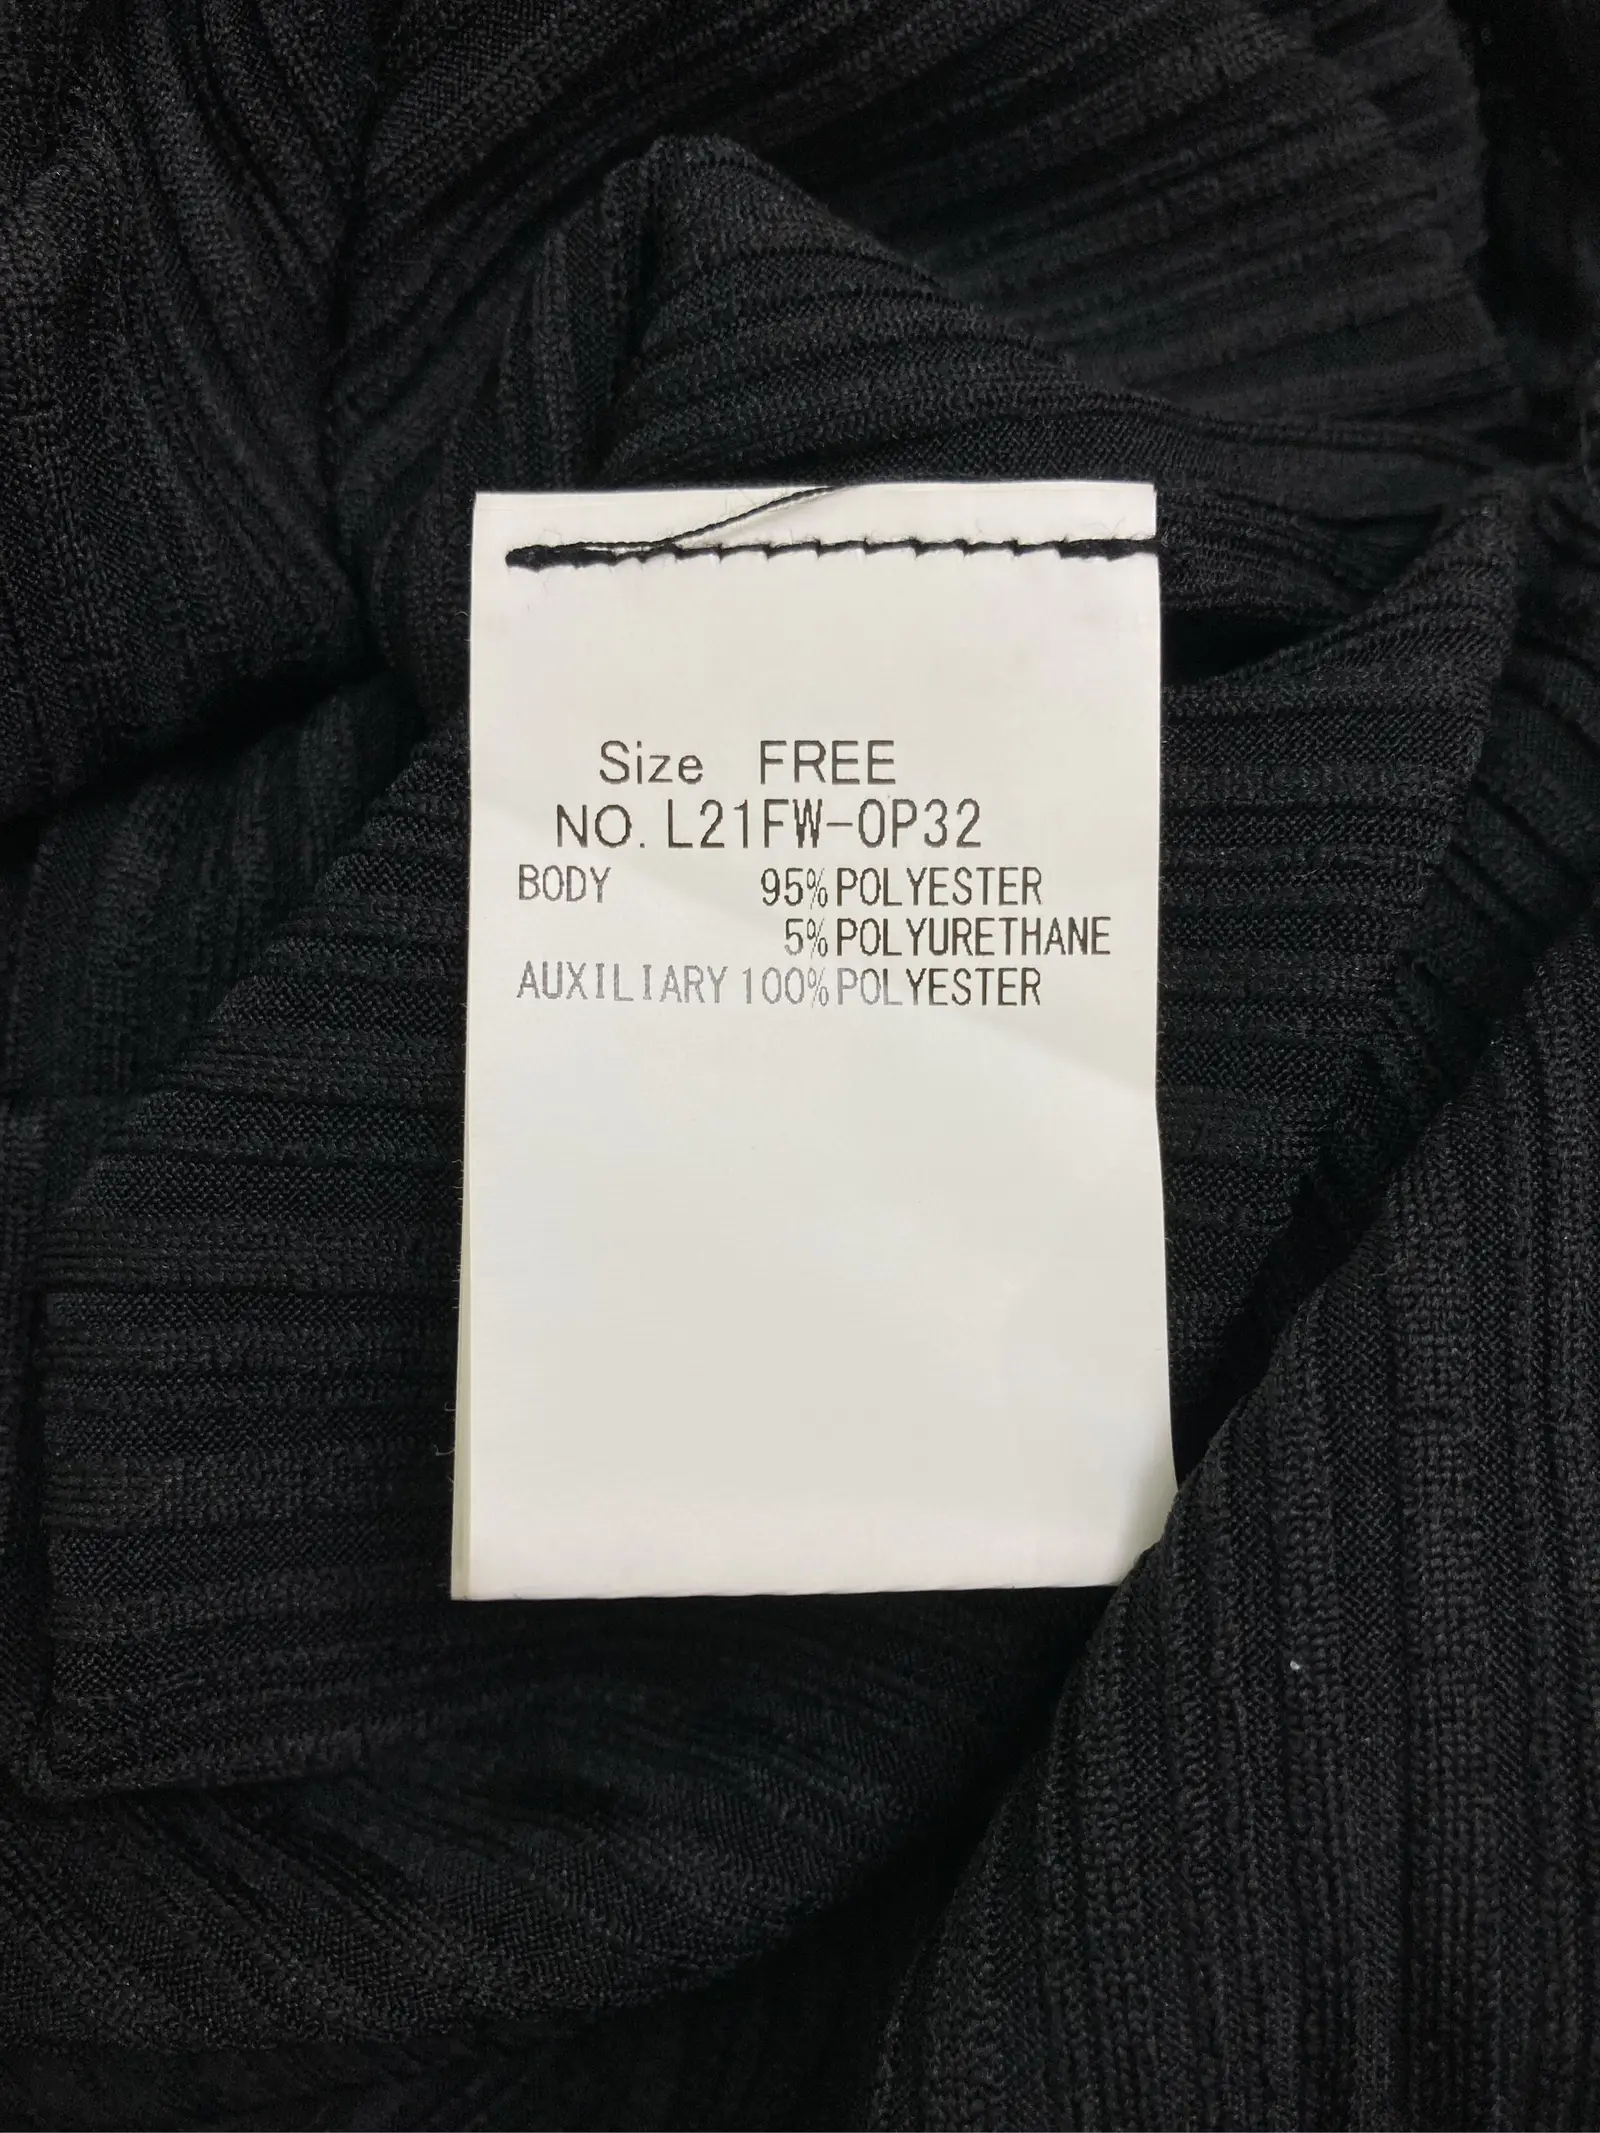 Size FREE
NO. L21FW-OP32
BODY 95% POLYESTER
5% POLYURETHANE
AUXILIARY 100% POLYESTER